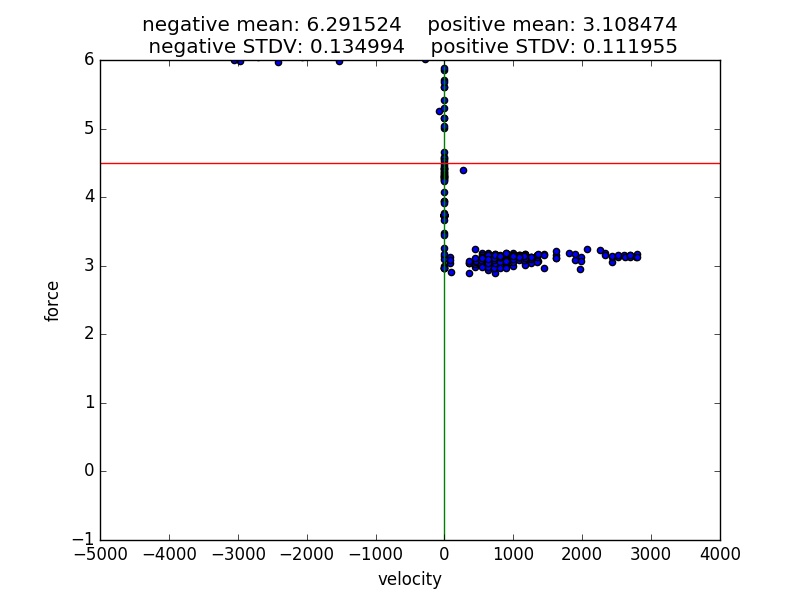 negative mean: 6.291524 positive mean: 3.108474
negative STDV: 0.134994 positive STDV: 0.111955
6
5
4
3
2
1
0
−1
force
−5000 −4000 −3000 −2000 −1000 0 1000 2000 3000 4000
velocity